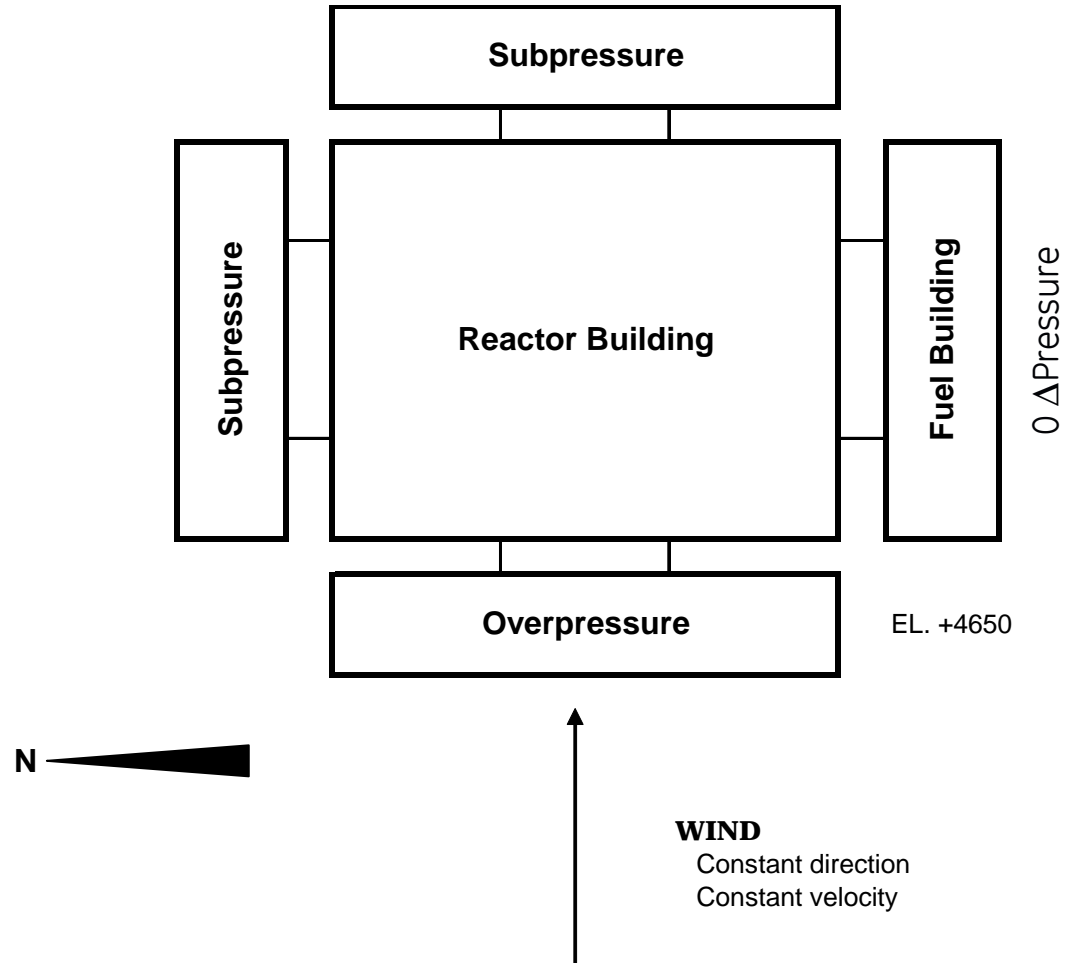 Subpressure
Subpressure
Reactor Building
Fuel Building
0 ΔPressure
Overpressure
EL. +4650
N
WIND
Constant direction
Constant velocity